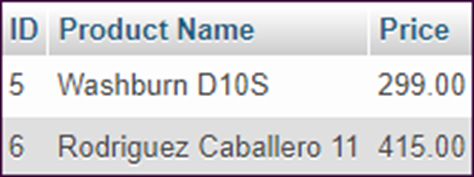 ID Product Name Price
5 Washburn D10S 299.00
6 Rodriguez Caballero 11 415.00